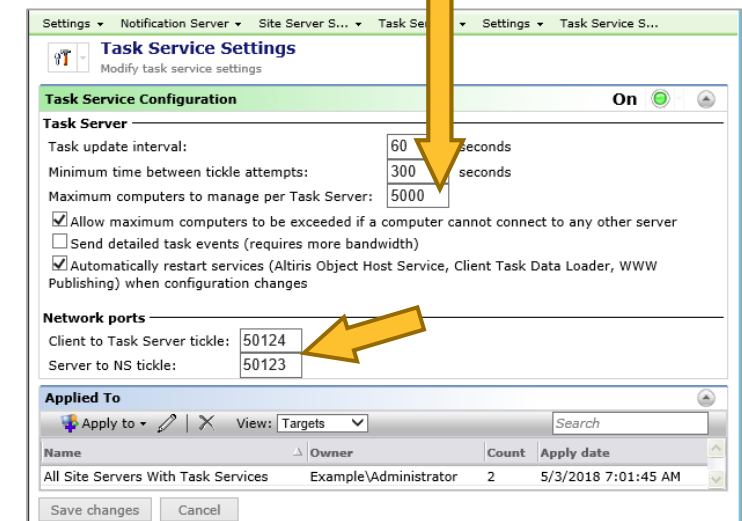 Settings Notification Server Site Server S... Task Settings Task Service S...
Task Service Settings
Modify task service settings
Task Service Configuration On
Task Server
Task update interval: 60 seconds
Minimum time between tickle attempts: 300 seconds
Maximum computers to manage per Task Server: 5000
Allow maximum computers to be exceeded if a computer cannot connect to any other server
Send detailed task events (requires more bandwidth)
Automatically restart services (Altiris Object Host Service, Client Task Data Loader, WWW
Publishing) when configuration changes
Network ports
Client to Task Server tickle: 50124
Server to NS tickle: 50123
Applied To
Apply to View: Targets Search
Name Owner Count Apply date
All Site Servers With Task Services Example\Administrator 2 5/3/2018 7:01:45 AM
Save changes Cancel